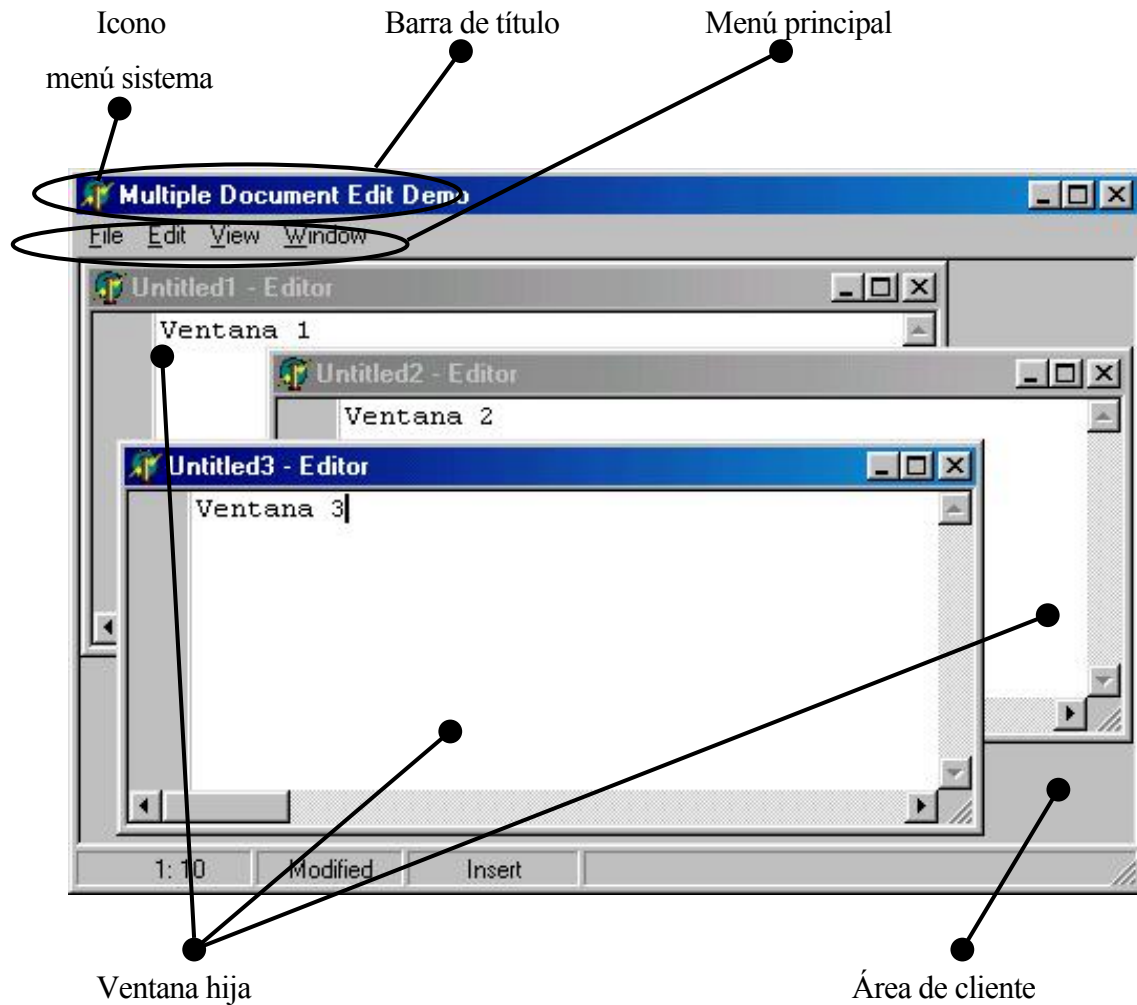 Icono Barra de título Menú principal
menú sistema
Multiple Document Edit Demo
File Edit View Window
Untitled1 - Editor
Ventana 1
Untitled2 - Editor
Ventana 2
Untitled3 - Editor
Ventana 3
1: 10 Modified Insert
Ventana hija Área de cliente